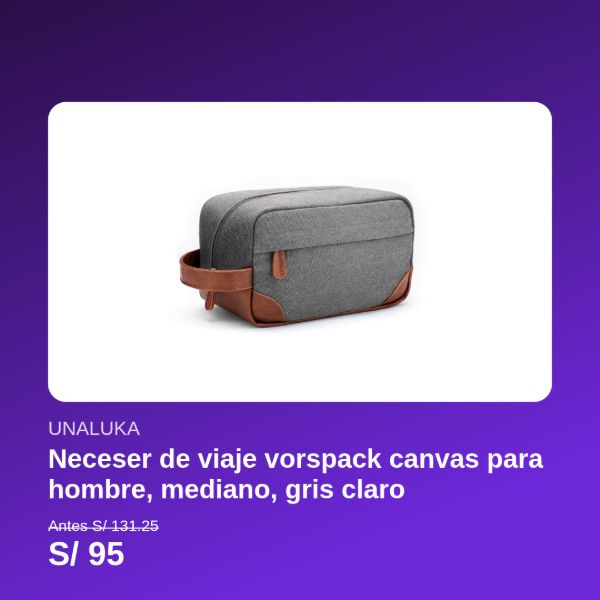 UNALUKA
Neceser de viaje vorspack canvas para
hombre, mediano, gris claro
Antes S/ 131.25
S/ 95